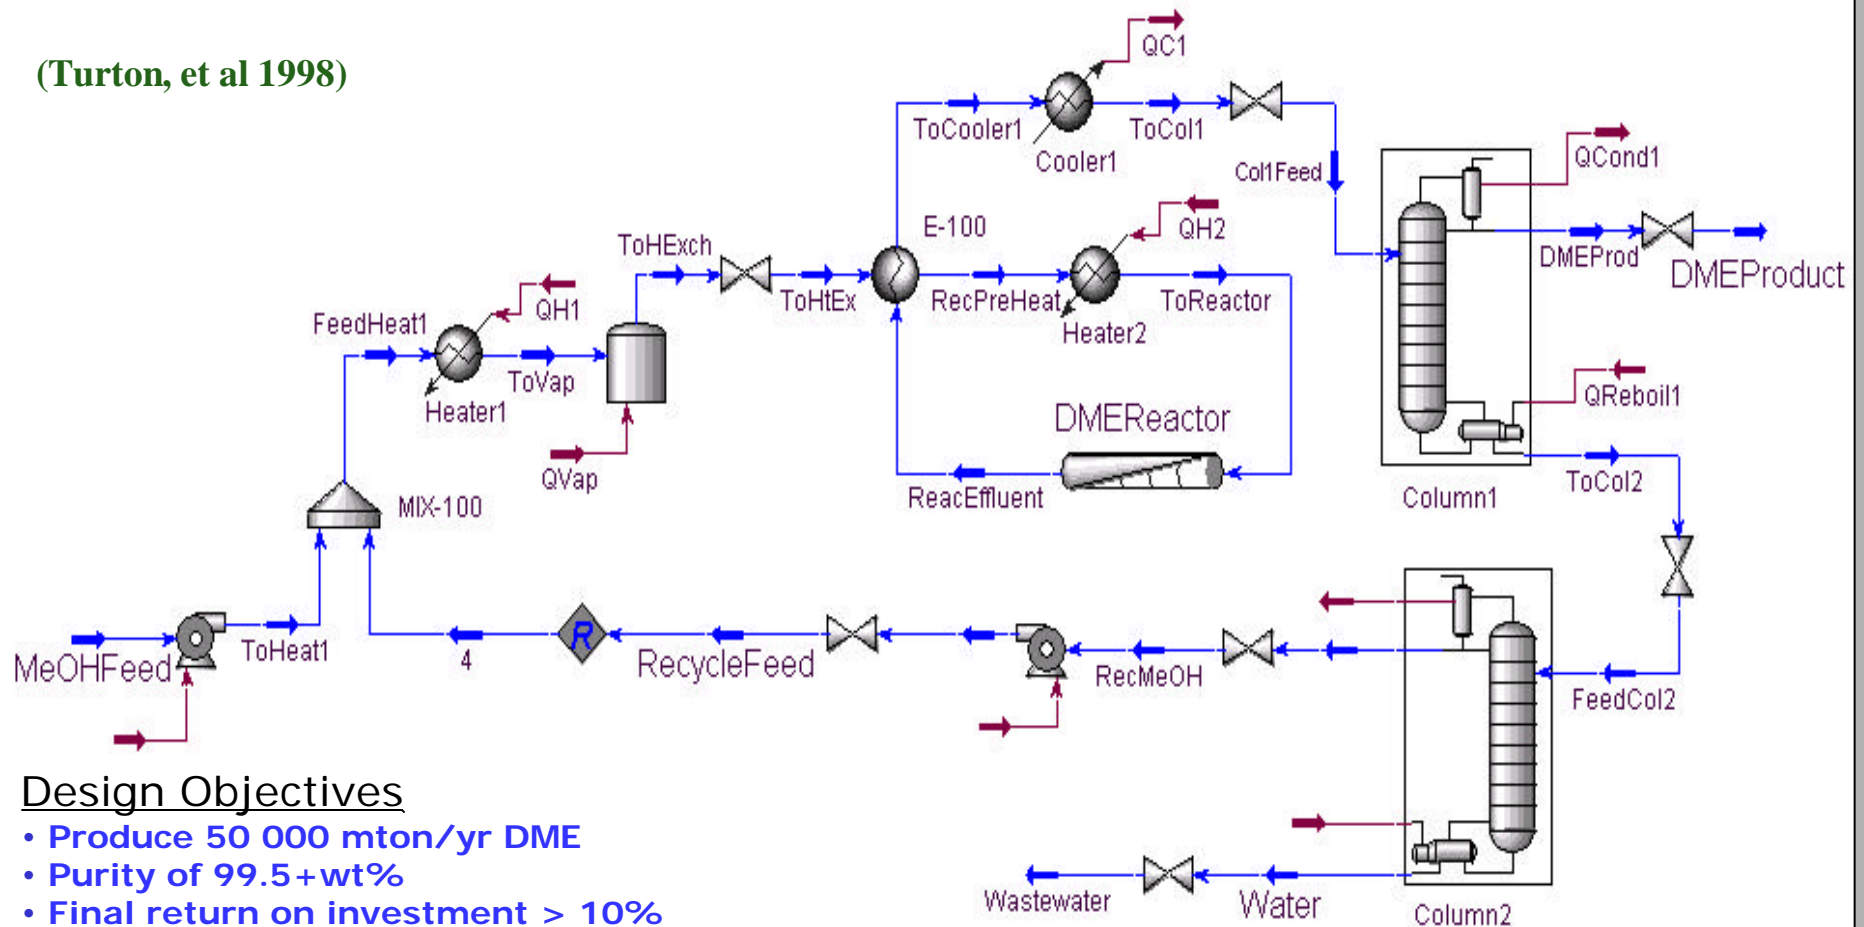 (Turton, et al 1998)
QC1
ToCooler1
ToCol1
Cooler1
Col1Feed
QCond1
DMEProd
DMEProduct
ToHExch
E-100
QH2
ToHtEx
RecPreHeat
ToReactor
Heater2
FeedHeat1
QH1
ToVap
Heater1
QVap
DMEReactor
ReacEffluent
QReboil1
ToCol2
Column1
MIX-100
MeOHFeed
ToHeat1
4
R
RecycleFeed
RecMeOH
FeedCol2
Wastewater
Water
Column2
Design Objectives
• Produce 50 000 mton/yr DME
• Purity of 99.5+wt%
• Final return on investment > 10%